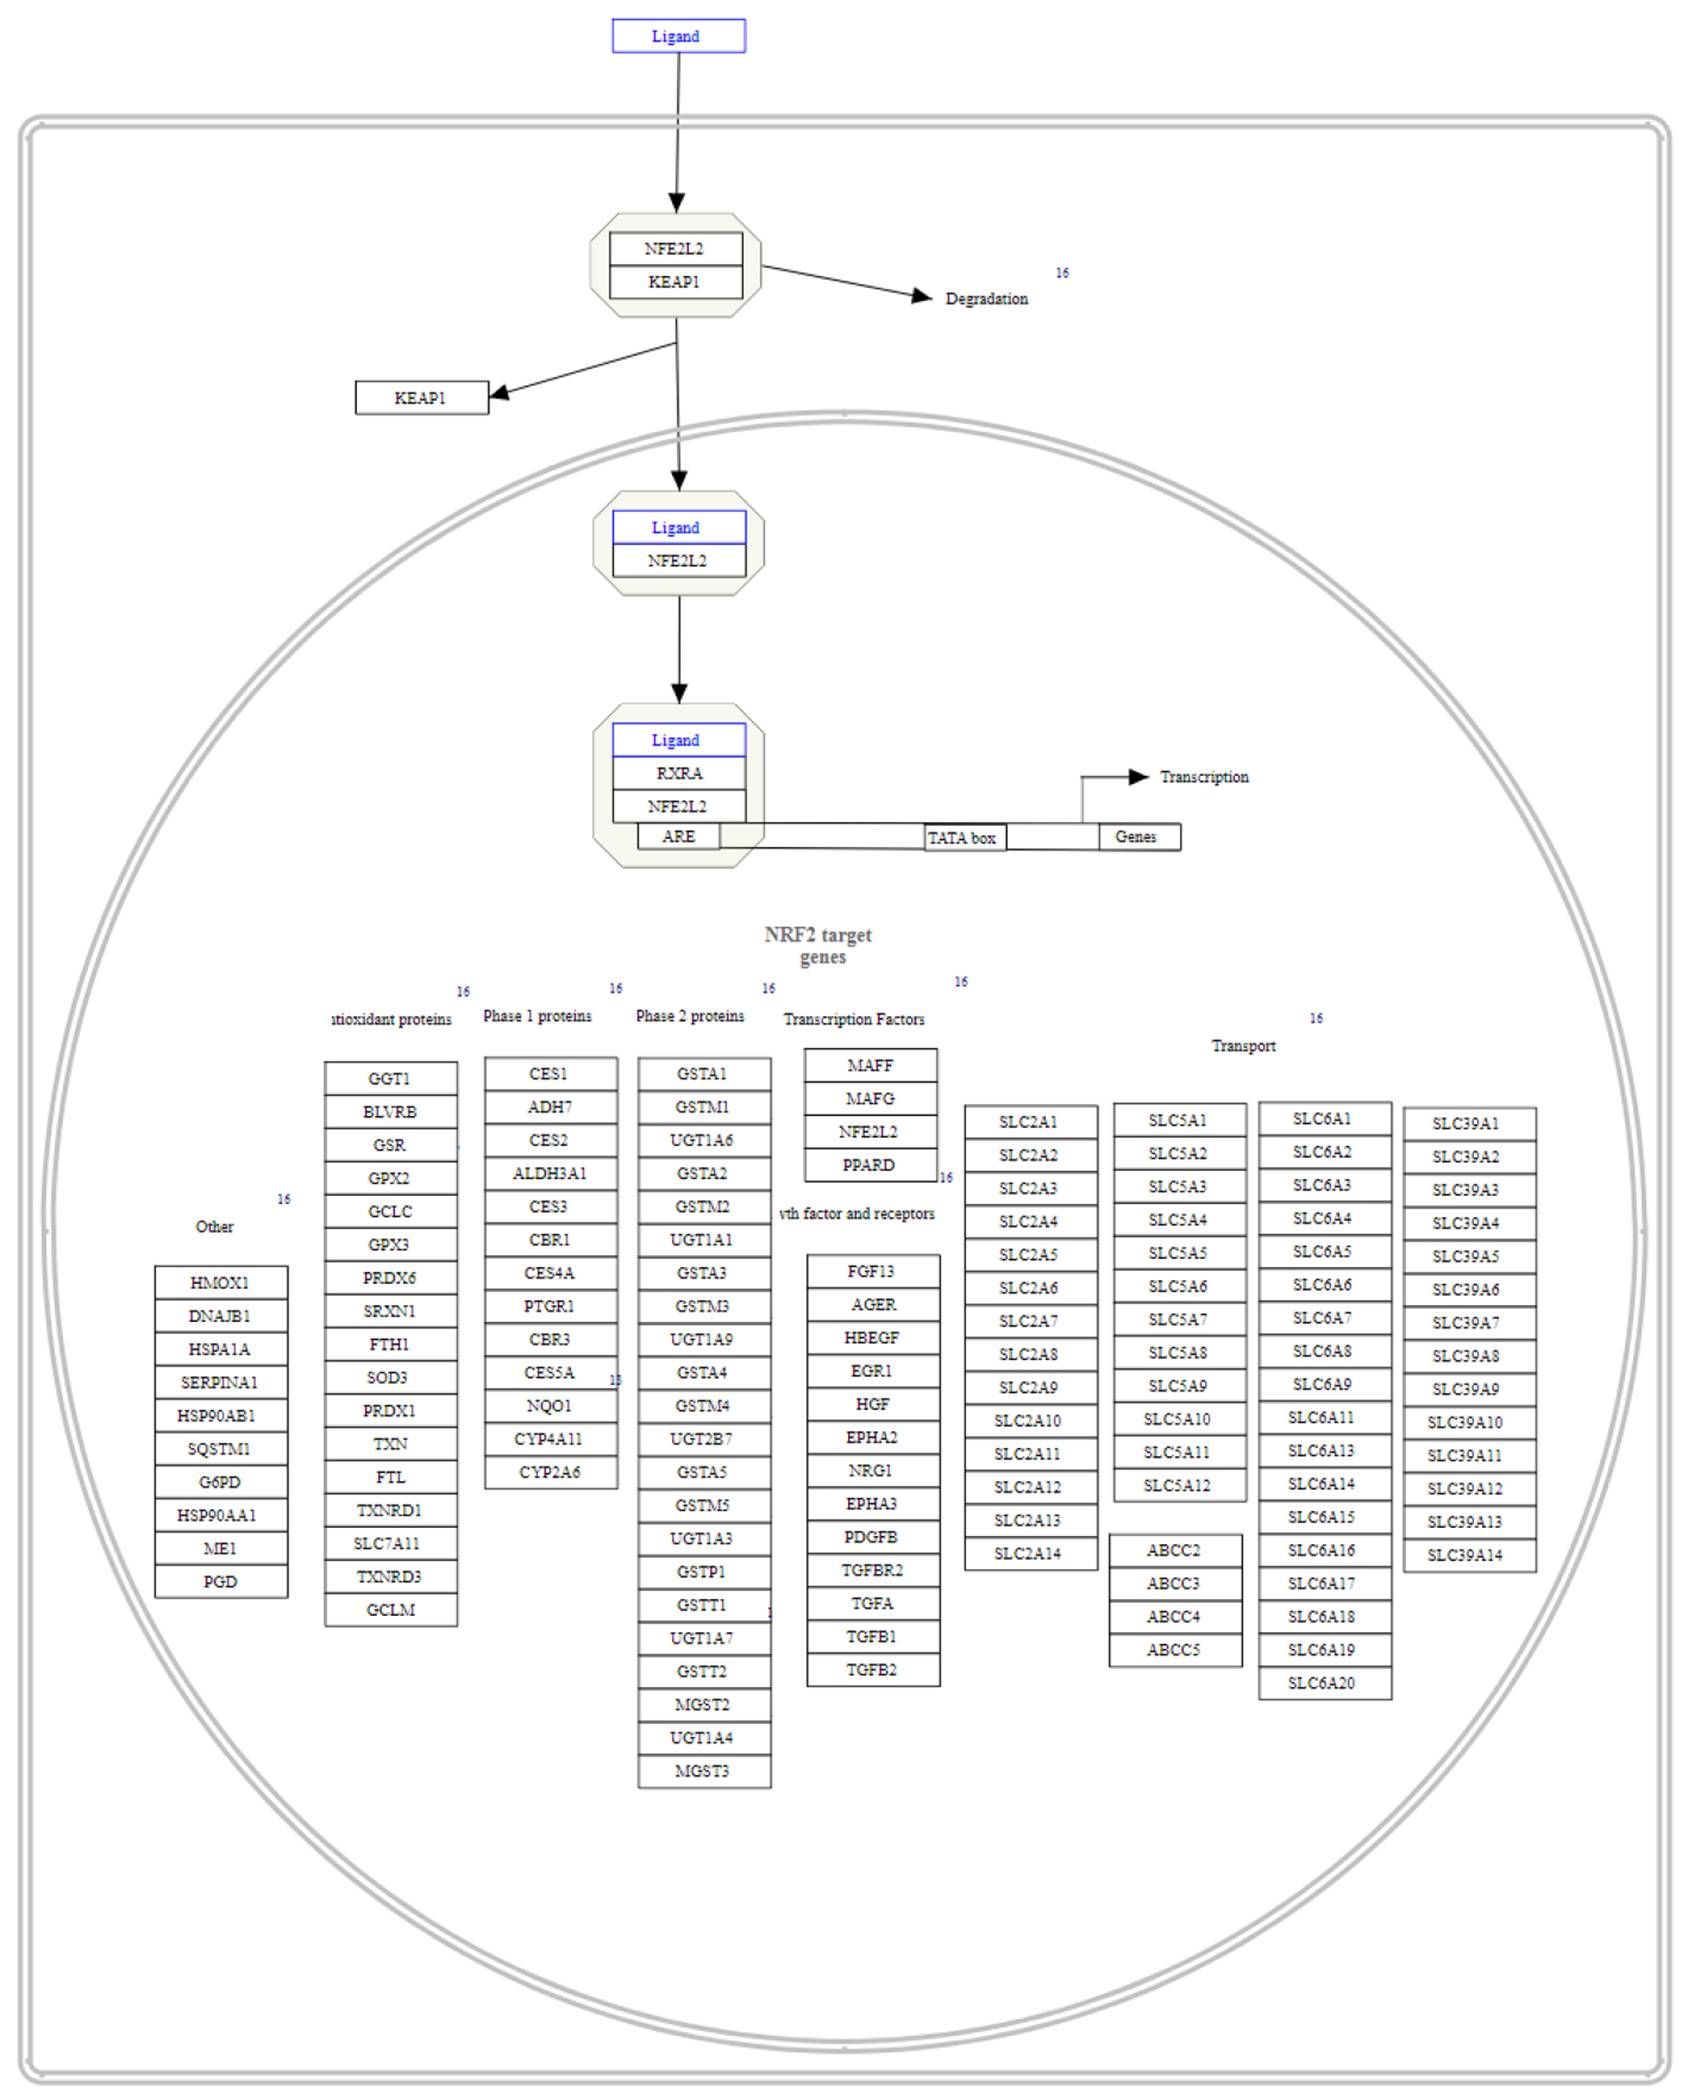 Ligand
NFE2L2
KEAP1
16
Degradation
KEAP1
Ligand
NFE2L2
Ligand
RXRA
NFE2L2
ARE
TATA box
Genes
Transcription
NRF2 target
genes
16
tioxidant proteins
GGT1
BLVRB
GSR
GPX2
GCLC
GPX3
PRDX6
SRXN1
FTH1
SOD3
PRDX1
TXN
FTL
TXNRD1
SLC7A11
TXNRD3
GCLM
16
Phase 1 proteins
CES1
ADH7
CES2
ALDH3A1
CES3
CBR1
CES4A
PTGR1
CBR3
CES5A
NQO1
CYP4A11
CYP2A6
16
Phase 2 proteins
GSTA1
GSTM1
UGT1A6
GSTA2
GSTM2
UGT1A1
GSTA3
GSTM3
UGT1A9
GSTA4
GSTM4
UGT2B7
GSTA5
GSTM5
UGT1A3
GSTP1
GSTT1
UGT1A7
GSTT2
MGST2
UGT1A4
MGST3
16
Transcription Factors
MAFF
MAFG
NFE2L2
PPARD
16
vth factor and receptors
FGF13
AGER
HBEGF
EGR1
HGF
EPHA2
NRG1
EPHA3
PDGFB
TGFBR2
TGFA
TGFB1
TGFB2
16
Transport
SLC2A1
SLC2A2
SLC2A3
SLC2A4
SLC2A5
SLC2A6
SLC2A7
SLC2A8
SLC2A9
SLC2A10
SLC2A11
SLC2A12
SLC2A13
SLC2A14
SLC5A1
SLC5A2
SLC5A3
SLC5A4
SLC5A5
SLC5A6
SLC5A7
SLC5A8
SLC5A9
SLC5A10
SLC5A11
SLC5A12
ABCC2
ABCC3
ABCC4
ABCC5
SLC6A1
SLC6A2
SLC6A3
SLC6A4
SLC6A5
SLC6A6
SLC6A7
SLC6A8
SLC6A9
SLC6A11
SLC6A13
SLC6A14
SLC6A15
SLC6A16
SLC6A17
SLC6A18
SLC6A19
SLC6A20
SLC39A1
SLC39A2
SLC39A3
SLC39A4
SLC39A5
SLC39A6
SLC39A7
SLC39A8
SLC39A9
SLC39A10
SLC39A11
SLC39A12
SLC39A13
SLC39A14
16
Other
HMOX1
DNAJB1
HSPA1A
SERPINA1
HSP90AB1
SQSTM1
G6PD
HSP90AA1
ME1
PGD